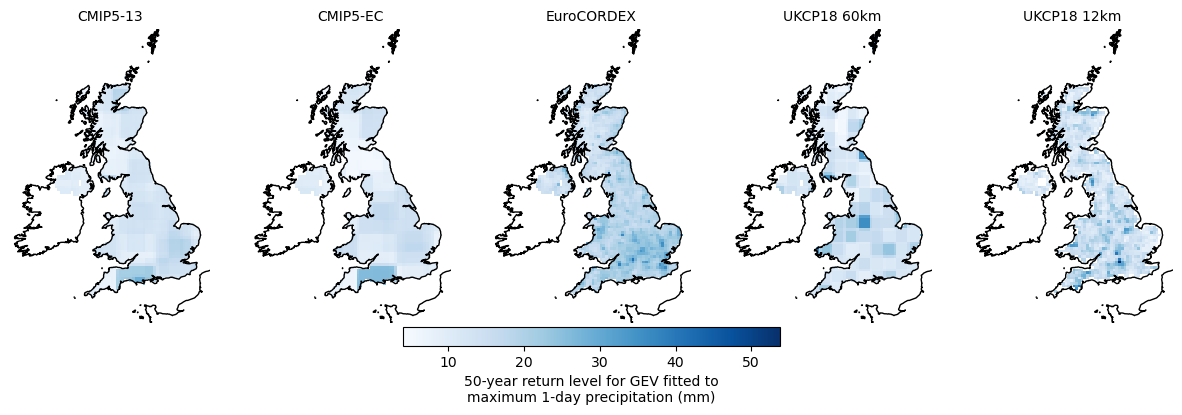 CMIP5-13
CMIP5-EC
EuroCORDEX
UKCP18 60km
UKCP18 12km
10
20
30
40
50
50-year return level for GEV fitted to
maximum 1-day precipitation (mm)